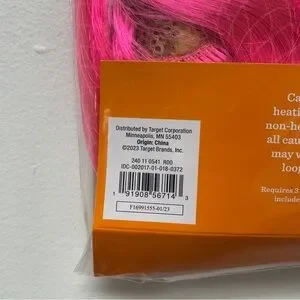 Distributed by Target Corporation
Minneapolis, MN 55403
Origin: China
©2023 Target Brands, Inc.
240 11 0541 R00
IDC-002017-01-018-0372
1 91908 56714 3
F16991555-01/23
Ca
heati
non-he
all cau
may v
loo
Requires 3
include